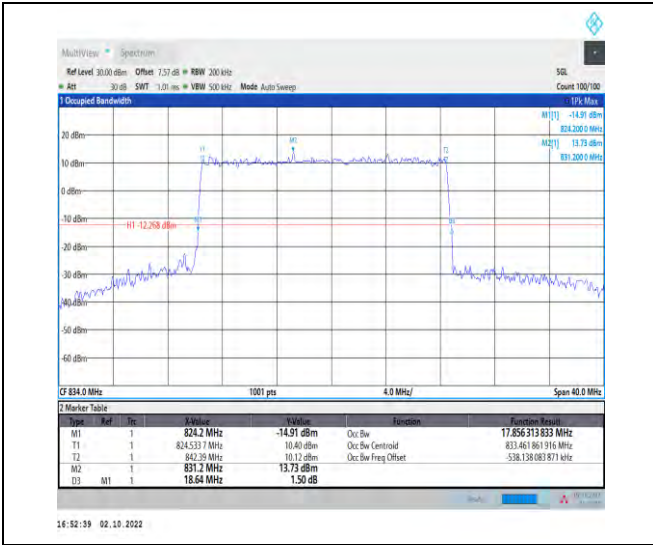 MultiView Spectrum
Ref Level 30.00 dBm Offset 7.57 dB RBW 200 kHz SGL
Att 30 dB SWT 1.01 ms VBW 500 kHz Mode Auto Sweep Count 100/100
1 Occupied Bandwidth 1Pk Max
M1[1] -14.91 dBm
824.2000 MHz
M2[1] 13.73 dBm
831.2000 MHz
20 dBm
M2
T1 T2
10 dBm
0 dBm
-10 dBm
H1 -12.268 dBm
-20 dBm
-30 dBm
-40 dBm
-50 dBm
-60 dBm
CF 834.0 MHz 1001 pts 4.0 MHz/ Span 40.0 MHz
2 Marker Table
Type Ref Trc X-Value Y-Value Function Function Result
M1 1 824.2 MHz -14.91 dBm Occ Bw 17.856 313 833 MHz
T1 1 824.533 7 MHz 10.40 dBm Occ Bw Centroid 833.461 861 916 MHz
T2 1 842.39 MHz 10.12 dBm Occ Bw Freq Offset -538.138 083 871 kHz
M2 1 831.2 MHz 13.73 dBm
D3 M1 1 18.64 MHz 1.50 dB
16:52:39 02.10.2022